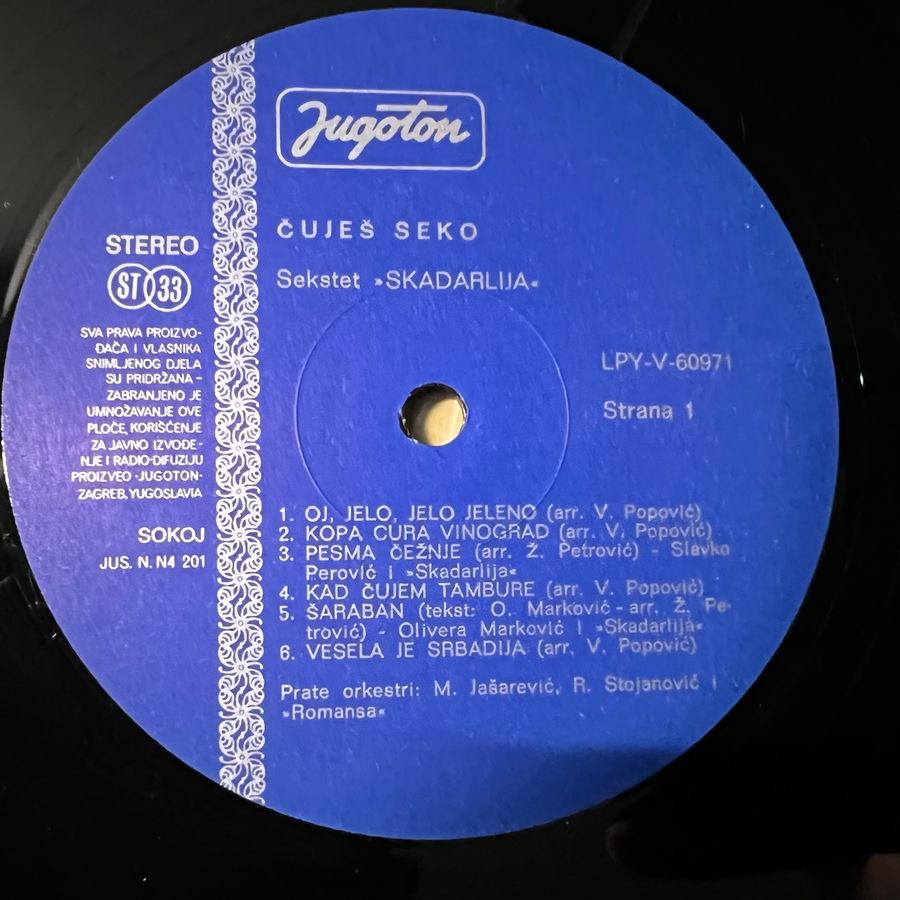 Jugoton
ČUJEŠ SEKO
Sekstet »SKADARLIJA«
STEREO
ST 33
SVA PRAVA PROIZVO-
ĐAČA I VLASNIKA
SNIMLJENOG DJELA
SU PRIDRŽANA -
ZABRANJENO JE
UMNOŽAVANJE OVE
PLOČE, KORIŠĆENJE
ZA JAVNO IZVOĐE-
NJE I RADIO-DIFUZIJU
PROIZVEO -JUGOTON-
ZAGREB, YUGOSLAVIA
SOKOJ
JUS. N. N4 201
LPY-V-60971
Strana 1
1. OJ, JELO, JELO JELENO (arr. V. Popović)
2. KOPA CURA VINOGRAD (arr. V. Popović)
3. PESMA ČEŽNJE (arr. Ž. Petrović) - Slavko
Perović i »Skadarlija«
4. KAD ČUJEM TAMBURE (arr. V. Popović)
5. ŠARABAN (tekst: O. Marković - arr. Ž. Pe-
trović) - Olivera Marković i »Skadarlija«
6. VESELA JE SRBADIJA (arr. V. Popović)
Prate orkestri: M. Jašarević, R. Stojanović i
»Romansa«